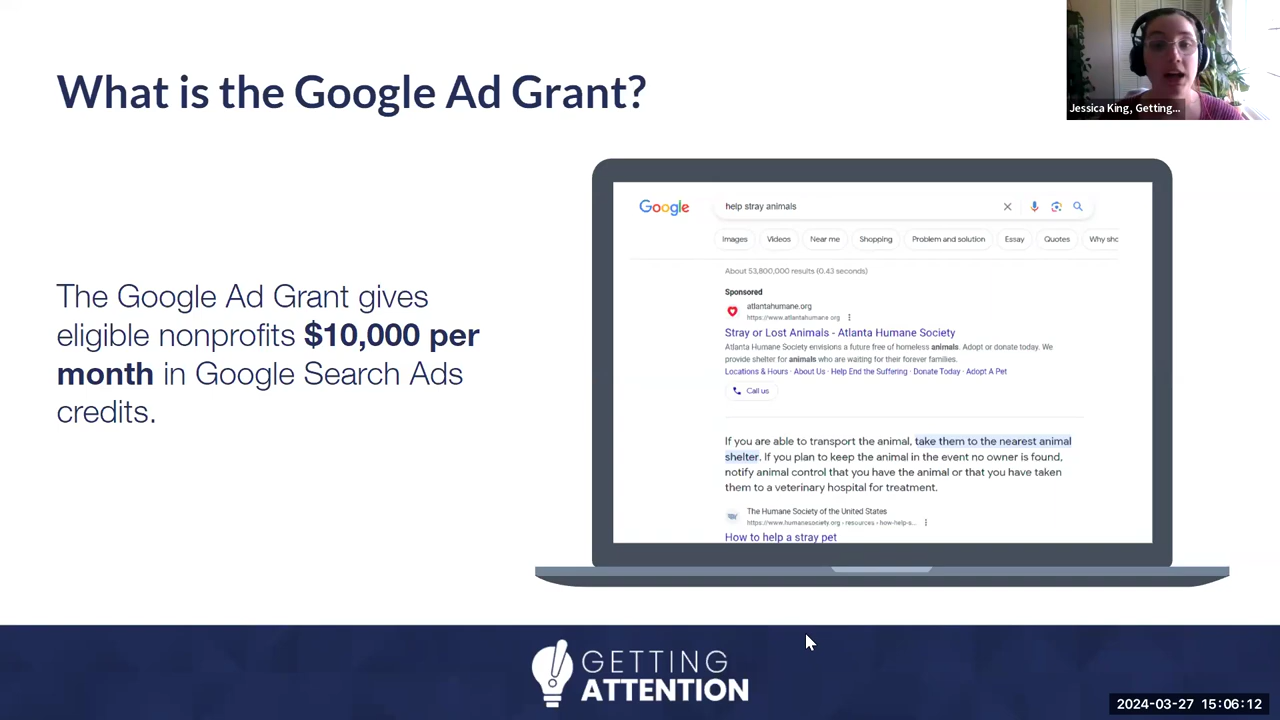 What is the Google Ad Grant?
Jessica King, Getting...
The Google Ad Grant gives
eligible nonprofits $10,000 per
month in Google Search Ads
credits.
Google
help stray animals
Images
Videos
Near me
Shopping
Problem and solution
Essay
Quotes
Why sho
About 53,800,000 results (0.43 seconds)
Sponsored
atlantahumane.org
https://www.atlantahumane.org
Stray or Lost Animals - Atlanta Humane Society
Atlanta Humane Society envisions a future free of homeless animals. Adopt or donate today. We
provide shelter for animals who are waiting for their forever families.
Locations & Hours · About Us · Help End the Suffering · Donate Today · Adopt A Pet
Call us
If you are able to transport the animal, take them to the nearest animal
shelter. If you plan to keep the animal in the event no owner is found,
notify animal control that you have the animal or that you have taken
them to a veterinary hospital for treatment.
The Humane Society of the United States
https://www.humanesociety.org › resources › how-help-s...
How to help a stray pet
GETTING
ATTENTION
2024-03-27 15:06:12